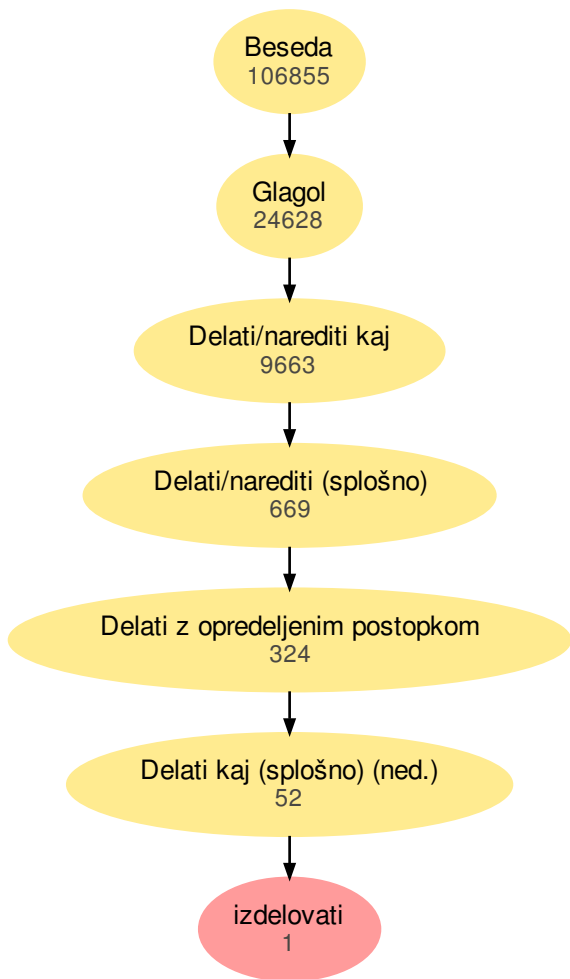 Beseda
106855
Glagol
24628
Delati/narediti kaj
9663
Delati/narediti (splošno)
669
Delati z opredeljenim postopkom
324
Delati kaj (splošno) (ned.)
52
izdelovati
1